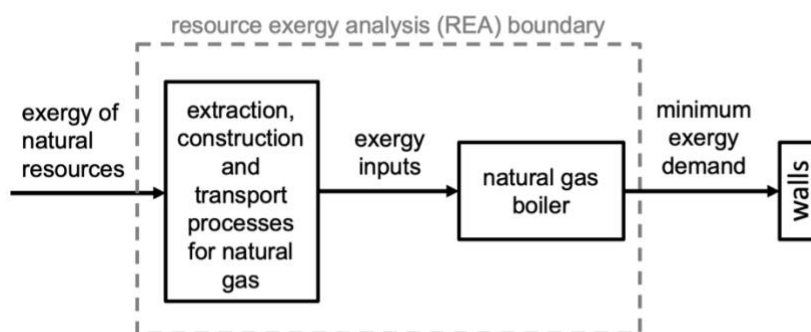 resource exergy analysis (REA) boundary
exergy of
natural
resources
extraction,
construction
and
transport
processes
for natural
gas
exergy
inputs
natural gas
boiler
minimum
exergy
demand
walls